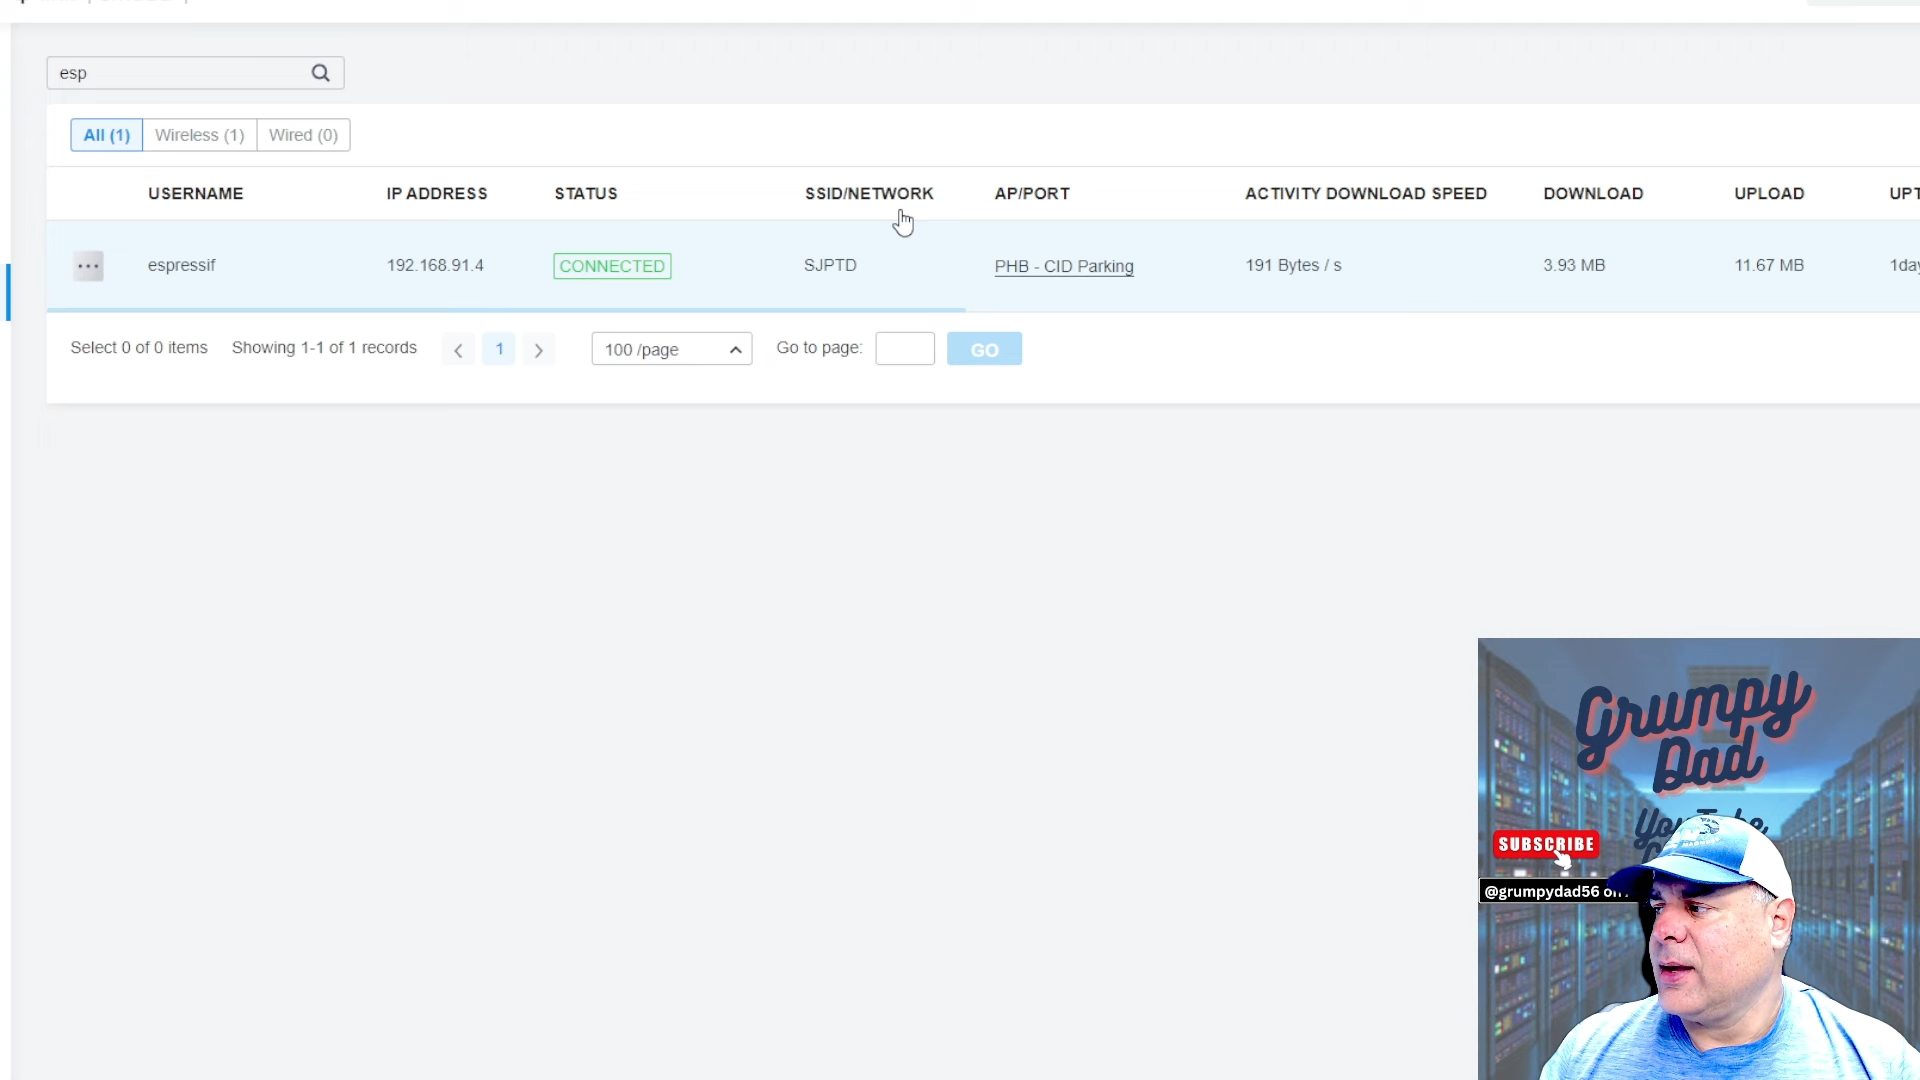 esp
All (1) Wireless (1) Wired (0)
USERNAME IP ADDRESS STATUS SSID/NETWORK AP/PORT ACTIVITY DOWNLOAD SPEED DOWNLOAD UPLOAD UPT
espressif 192.168.91.4 CONNECTED SJPTD PHB - CID Parking 191 Bytes / s 3.93 MB 11.67 MB 1day
Select 0 of 0 items Showing 1-1 of 1 records 1 100 /page Go to page: GO
Grumpy
Dad
SUBSCRIBE
@grumpydad56 on